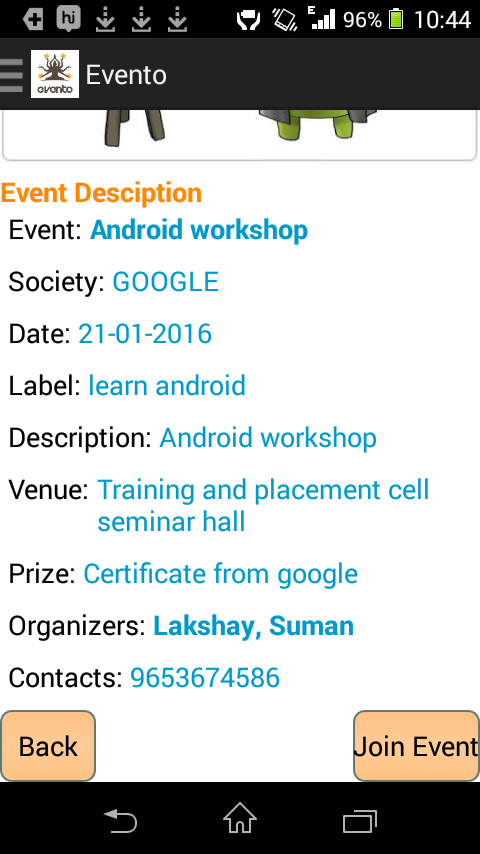 hi E 96% 10:44
evento Evento
Event Desciption
Event: Android workshop
Society: GOOGLE
Date: 21-01-2016
Label: learn android
Description: Android workshop
Venue: Training and placement cell
seminar hall
Prize: Certificate from google
Organizers: Lakshay, Suman
Contacts: 9653674586
Back Join Event